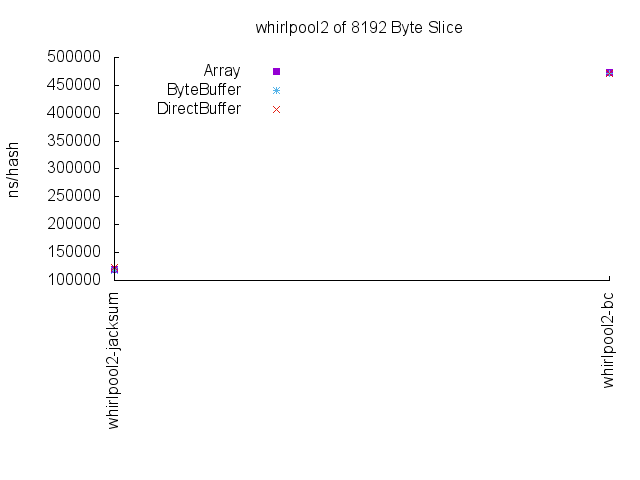 whirlpool2 of 8192 Byte Slice
500000
450000
400000
350000
300000
250000
200000
150000
100000
ns/hash
Array
ByteBuffer
DirectBuffer
whirlpool2-jacksum
whirlpool2-bc